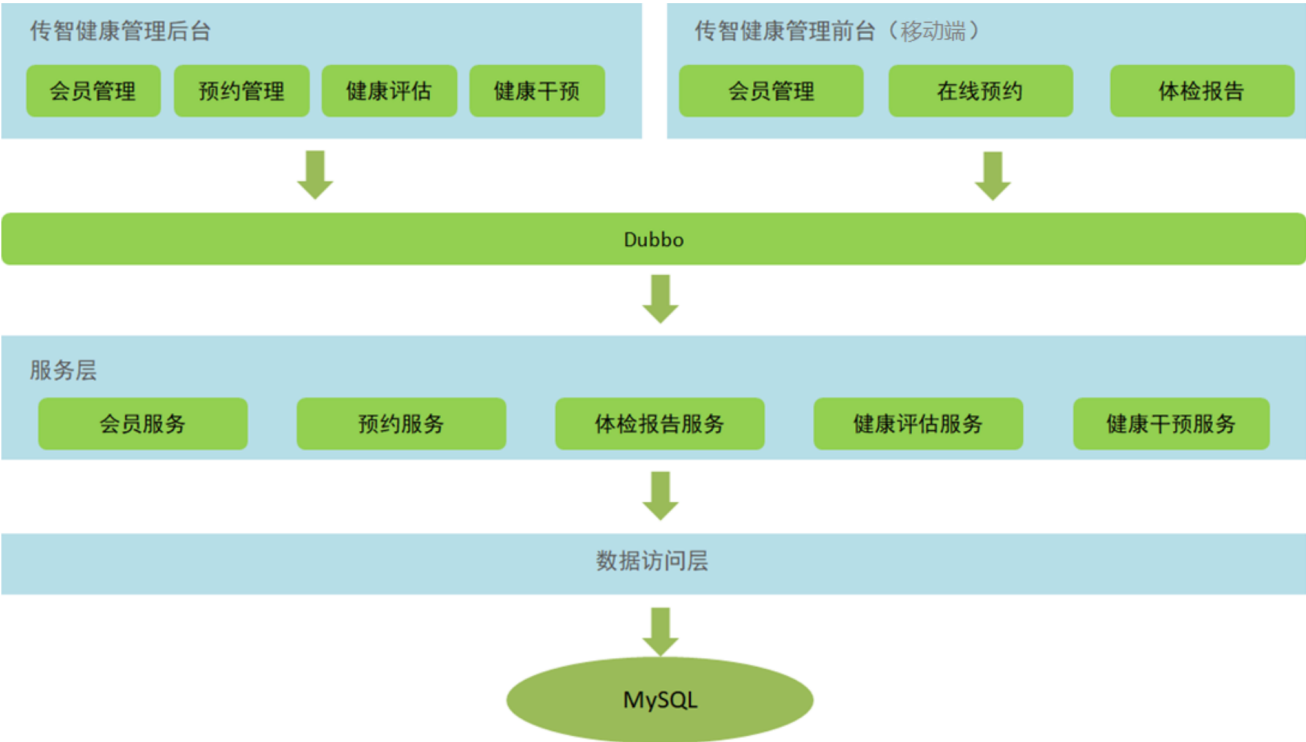 传智健康管理后台
会员管理 预约管理 健康评估 健康干预
传智健康管理前台（移动端）
会员管理 在线预约 体检报告
Dubbo
服务层
会员服务 预约服务 体检报告服务 健康评估服务 健康干预服务
数据访问层
MySQL